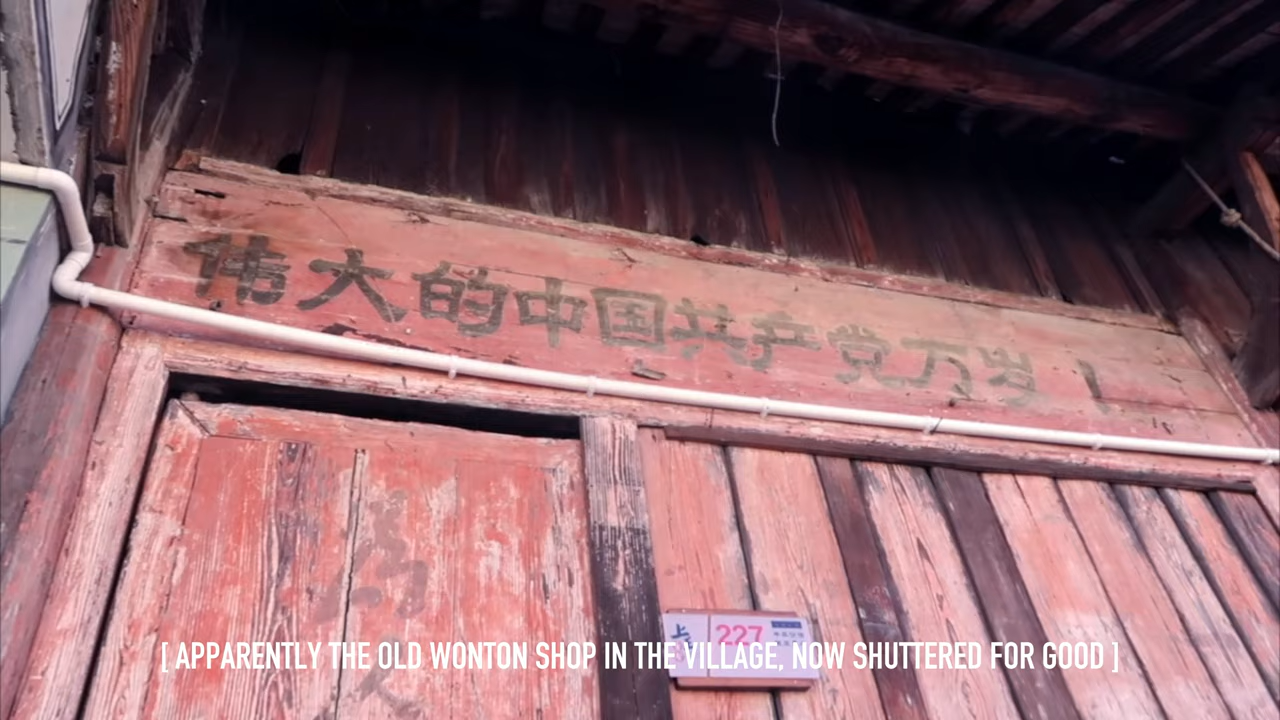 伟大的中国共产党万岁！
227
[ APPARENTLY THE OLD WONTON SHOP IN THE VILLAGE, NOW SHUTTERED FOR GOOD ]